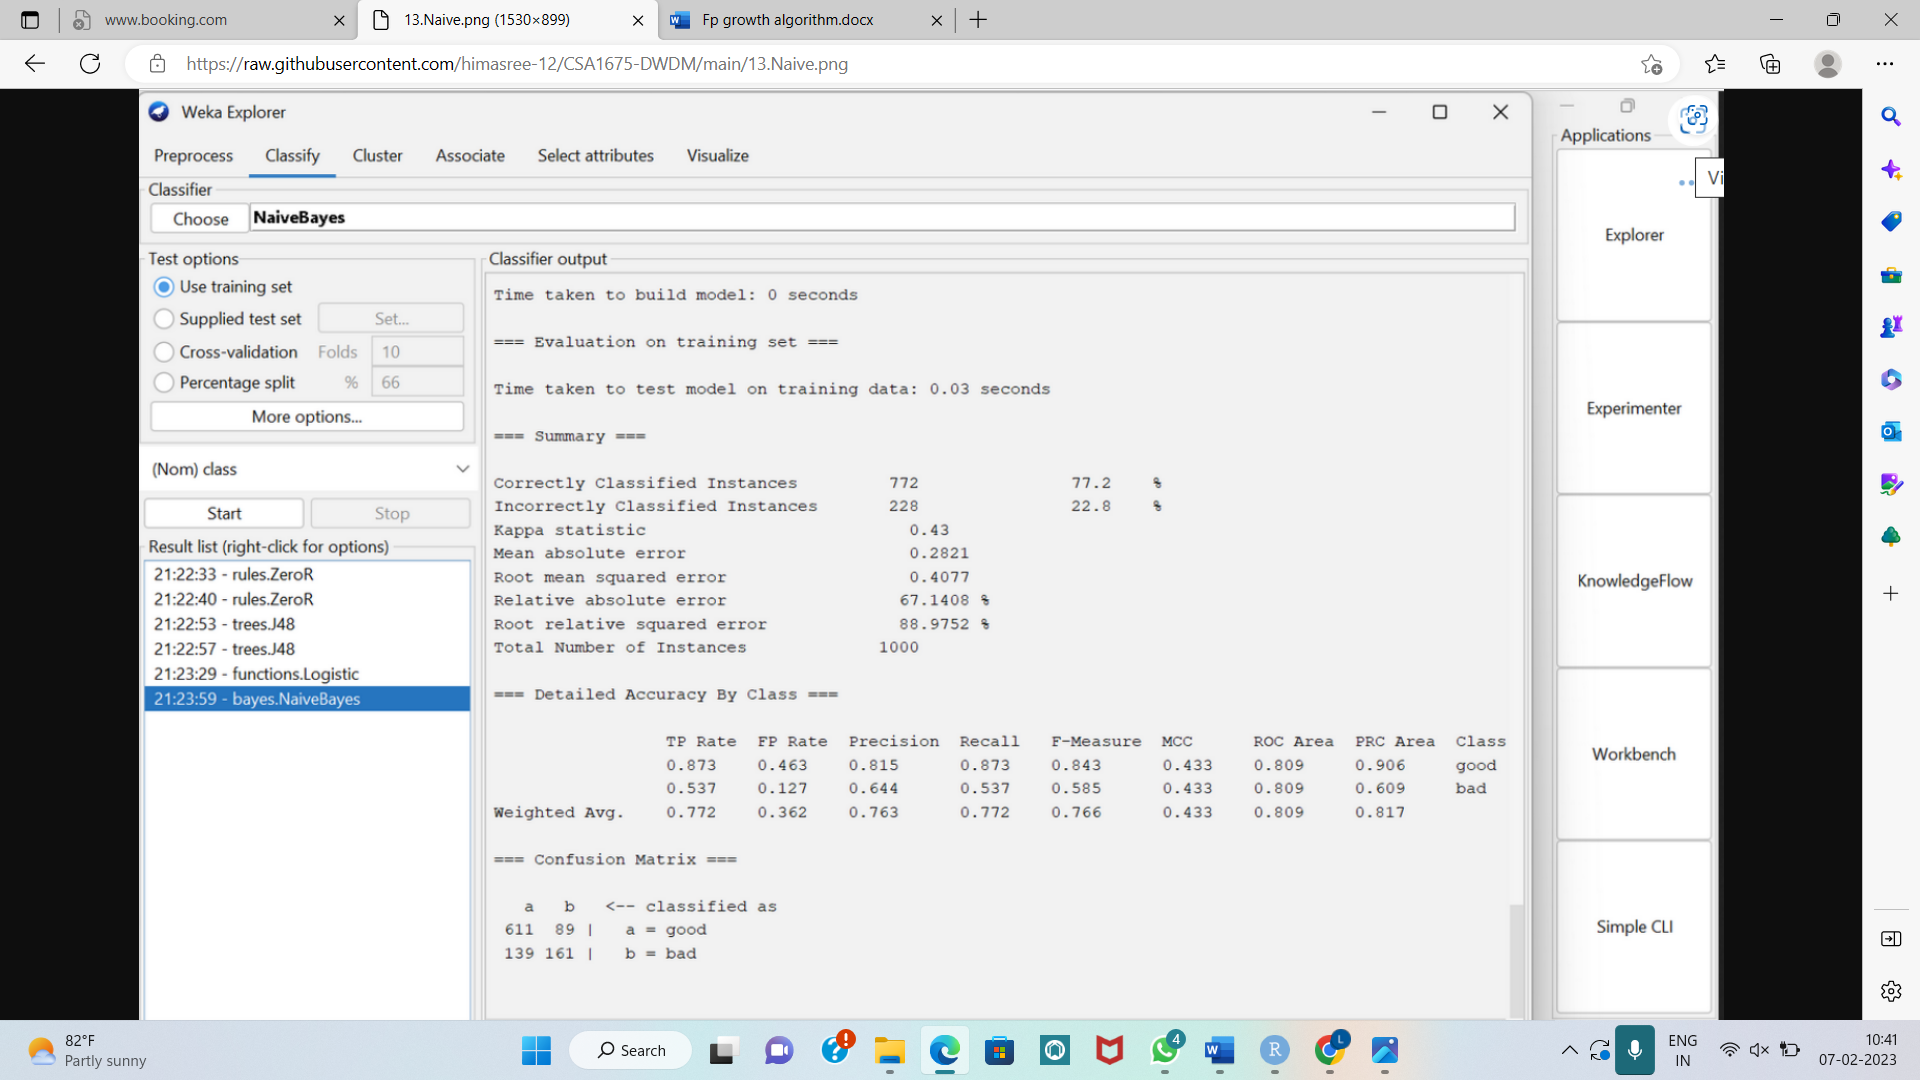 www.booking.com
13.Naive.png (1530×899)
Fp growth algorithm.docx
https://raw.githubusercontent.com/himasree-12/CSA1675-DWDM/main/13.Naive.png
Weka Explorer
Preprocess Classify Cluster Associate Select attributes Visualize
Classifier
Choose NaiveBayes
Test options
Use training set
Supplied test set Set...
Cross-validation Folds 10
Percentage split % 66
More options...
(Nom) class
Start Stop
Result list (right-click for options)
21:22:33 - rules.ZeroR
21:22:40 - rules.ZeroR
21:22:53 - trees.J48
21:22:57 - trees.J48
21:23:29 - functions.Logistic
21:23:59 - bayes.NaiveBayes
Classifier output
Time taken to build model: 0 seconds
=== Evaluation on training set ===
Time taken to test model on training data: 0.03 seconds
=== Summary ===
Correctly Classified Instances 772 77.2 %
Incorrectly Classified Instances 228 22.8 %
Kappa statistic 0.43
Mean absolute error 0.2821
Root mean squared error 0.4077
Relative absolute error 67.1408 %
Root relative squared error 88.9752 %
Total Number of Instances 1000
=== Detailed Accuracy By Class ===
TP Rate FP Rate Precision Recall F-Measure MCC ROC Area PRC Area Class
0.873 0.463 0.815 0.873 0.843 0.433 0.809 0.906 good
0.537 0.127 0.644 0.537 0.585 0.433 0.809 0.609 bad
Weighted Avg. 0.772 0.362 0.763 0.772 0.766 0.433 0.809 0.817
=== Confusion Matrix ===
a b <-- classified as
611 89 | a = good
139 161 | b = bad
Applications
Vi
Explorer
Experimenter
KnowledgeFlow
Workbench
Simple CLI
82°F
Partly sunny
Search
4
L
R
ENG
IN
10:41
07-02-2023